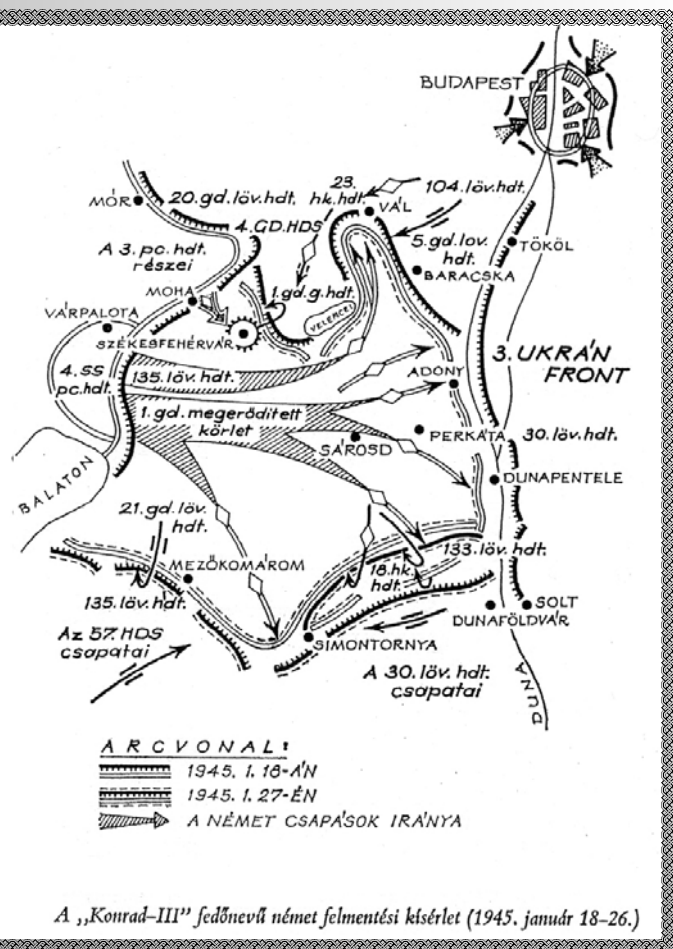 BUDAPEST
MÓR
20.gd.löv.hdt.
23.
hk.hdt.
104.löv.hdt.
VÁL
4.GD.HDS
5.gd.lov.
hdt.
TÖKÖL
A 3. pc. hdt.
részei
BARACSKA
MOHA
1.gd.g.hdt.
VELENCEI
VÁRPALOTA
SZÉKESFEHÉRVÁR
3. UKRÁN
FRONT
4. SS
pc.hdt.
135. löv. hdt.
ADONY
1. gd. megerődített
körlet
SÁROSD
PERKÁTA
30. löv. hdt.
BALATON
DUNAPENTELE
21. gd. löv.
hdt.
MEZŐKOMÁROM
133. löv. hdt.
18. hk.
hdt.
135. löv. hdt.
SOLT
DUNAFÖLDVÁR
Az 57. HDS
csapatai
SIMONTORNYA
A 30. löv. hdt.
csapatai
DUNA
ARCVONAL:
1945. I. 18-ÁN
1945. I. 27-ÉN
A NÉMET CSAPÁSOK IRÁNYA
A „Konrad–III” fedőnevű német felmentési kísérlet (1945. január 18–26.)